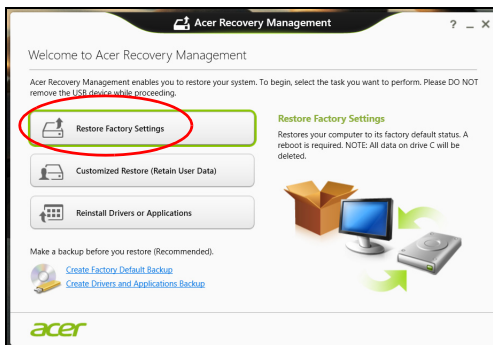 Acer Recovery Management
? _ X
Welcome to Acer Recovery Management
Acer Recovery Management enables you to restore your system. To begin, select the task you want to perform. Please DO NOT
remove the USB device while proceeding.
Restore Factory Settings
Restore Factory Settings
Restores your computer to its factory default status. A
reboot is required. NOTE: All data on drive C will be
deleted.
Customized Restore (Retain User Data)
Reinstall Drivers or Applications
Make a backup before you restore (Recommended).
Create Factory Default Backup
Create Drivers and Applications Backup
acer